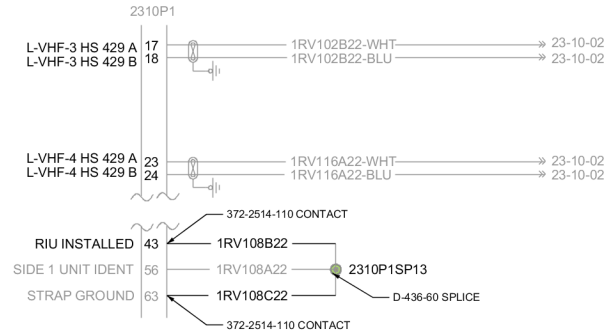 2310P1
L-VHF-3 HS 429 A 17 1RV102B22-WHT 23-10-02
L-VHF-3 HS 429 B 18 1RV102B22-BLU 23-10-02
L-VHF-4 HS 429 A 23 1RV116A22-WHT 23-10-02
L-VHF-4 HS 429 B 24 1RV116A22-BLU 23-10-02
372-2514-110 CONTACT
RIU INSTALLED 43 1RV108B22
SIDE 1 UNIT IDENT 56 1RV108A22 2310P1SP13
STRAP GROUND 63 1RV108C22 D-436-60 SPLICE
372-2514-110 CONTACT